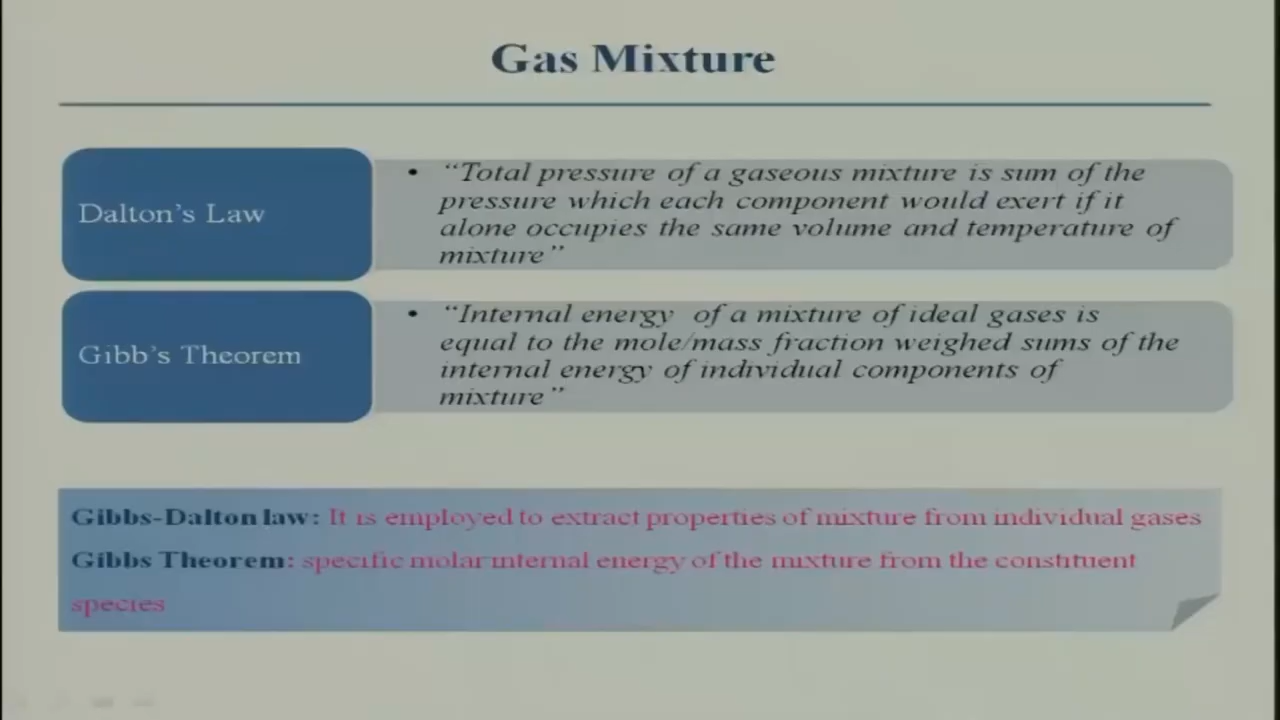 Gas Mixture
Dalton's Law
• "Total pressure of a gaseous mixture is sum of the
pressure which each component would exert if it
alone occupies the same volume and temperature of
mixture"
Gibb's Theorem
• "Internal energy of a mixture of ideal gases is
equal to the mole/mass fraction weighed sums of the
internal energy of individual components of
mixture"
Gibbs-Dalton law: It is employed to extract properties of mixture from individual gases
Gibbs Theorem: specific molar internal energy of the mixture from the constituent
species